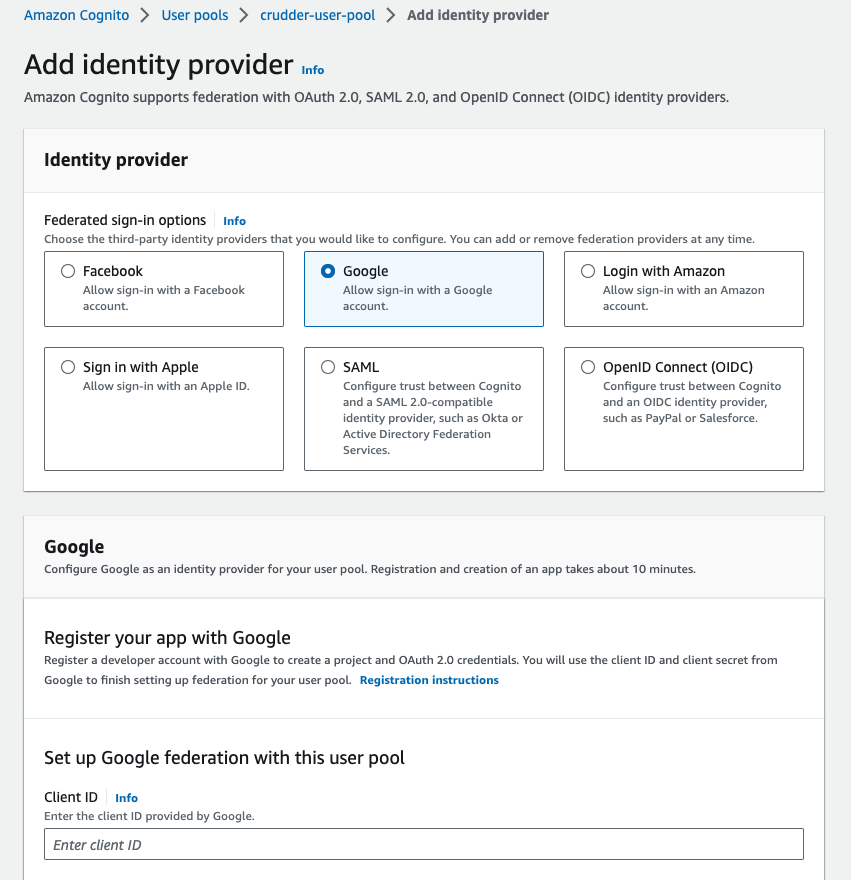 Amazon Cognito > User pools > crudder-user-pool > Add identity provider
Add identity provider Info
Amazon Cognito supports federation with OAuth 2.0, SAML 2.0, and OpenID Connect (OIDC) identity providers.
Identity provider
Federated sign-in options Info
Choose the third-party identity providers that you would like to configure. You can add or remove federation providers at any time.
Facebook
Allow sign-in with a Facebook
account.
Google
Allow sign-in with a Google
account.
Login with Amazon
Allow sign-in with an Amazon
account.
Sign in with Apple
Allow sign-in with an Apple ID.
SAML
Configure trust between Cognito
and a SAML 2.0-compatible
identity provider, such as Okta or
Active Directory Federation
Services.
OpenID Connect (OIDC)
Configure trust between Cognito
and an OIDC identity provider,
such as PayPal or Salesforce.
Google
Configure Google as an identity provider for your user pool. Registration and creation of an app takes about 10 minutes.
Register your app with Google
Register a developer account with Google to create a project and OAuth 2.0 credentials. You will use the client ID and client secret from
Google to finish setting up federation for your user pool. Registration instructions
Set up Google federation with this user pool
Client ID Info
Enter the client ID provided by Google.
Enter client ID